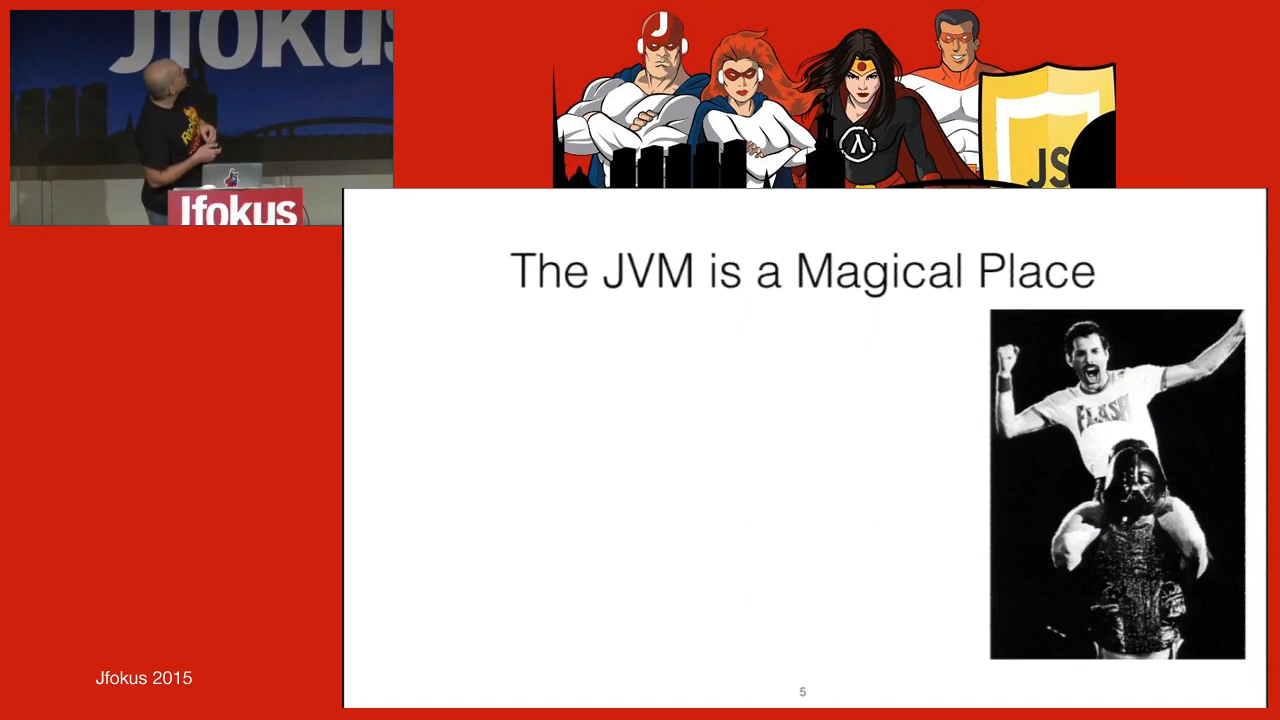 Jfokus
Jfokus
J
JS
The JVM is a Magical Place
FLASH
Jfokus 2015
5